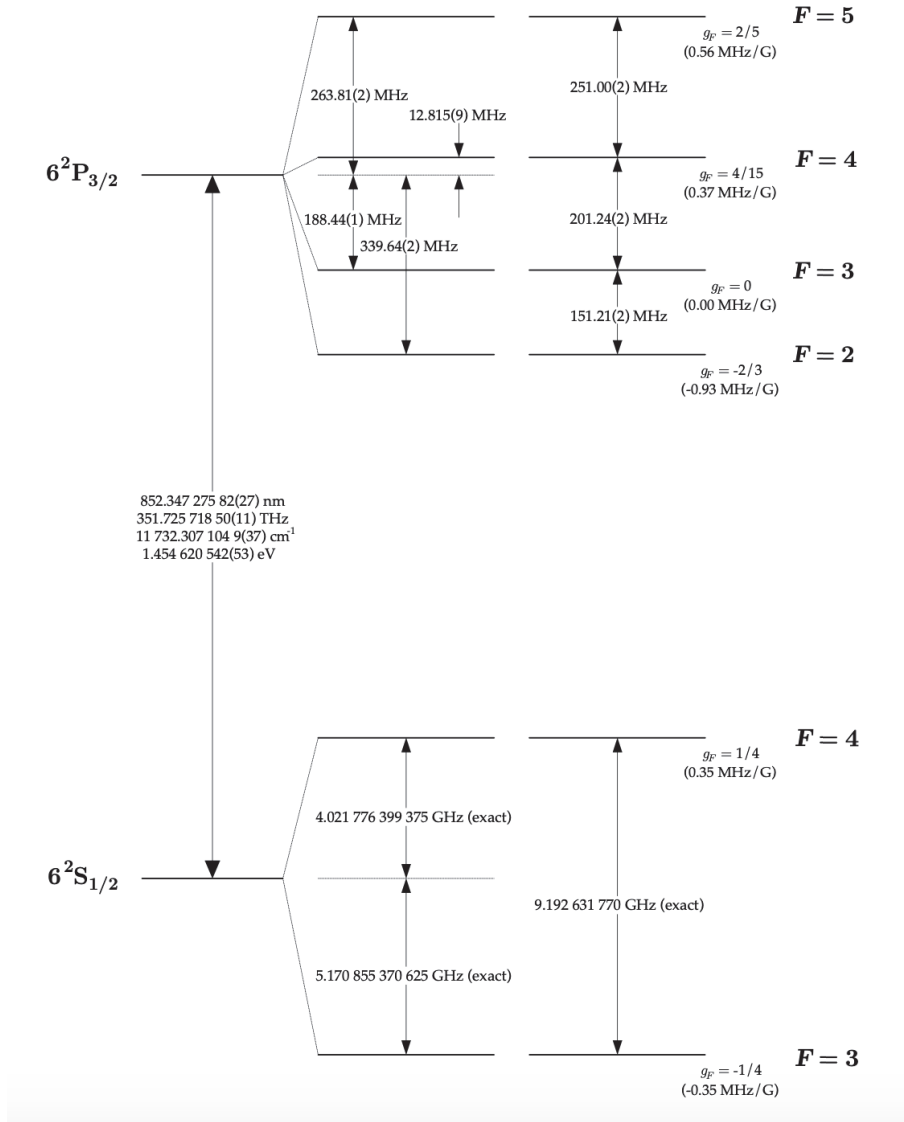 F = 5
g_F = 2/5
(0.56 MHz/G)
263.81(2) MHz
251.00(2) MHz
12.815(9) MHz
6²P₃/₂
F = 4
g_F = 4/15
(0.37 MHz/G)
188.44(1) MHz
201.24(2) MHz
339.64(2) MHz
F = 3
g_F = 0
(0.00 MHz/G)
151.21(2) MHz
F = 2
g_F = -2/3
(-0.93 MHz/G)
852.347 275 82(27) nm
351.725 718 50(11) THz
11 732.307 104 9(37) cm⁻¹
1.454 620 542(53) eV
F = 4
g_F = 1/4
(0.35 MHz/G)
4.021 776 399 375 GHz (exact)
6²S₁/₂
9.192 631 770 GHz (exact)
5.170 855 370 625 GHz (exact)
F = 3
g_F = -1/4
(-0.35 MHz/G)